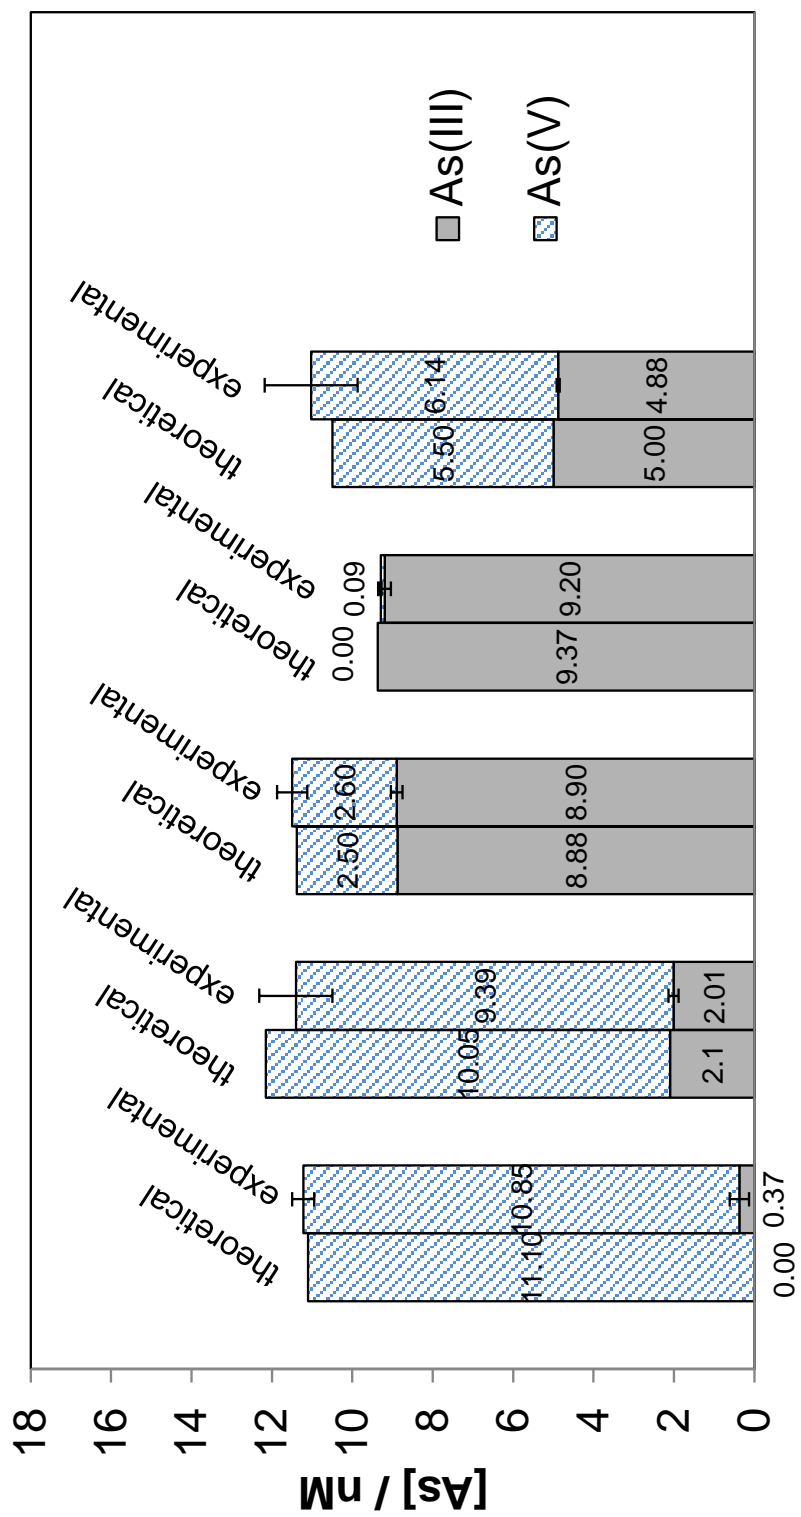 [As] / nM
18
16
14
12
10
8
6
4
2
0
theoretical
experimental
theoretical
experimental
theoretical
experimental
theoretical
experimental
theoretical
experimental
11.10
10.85
10.05
9.39
2.50
2.60
0.00
0.09
5.50
6.14
0.00
0.37
2.1
2.01
8.88
8.90
9.37
9.20
5.00
4.88
As(III)
As(V)